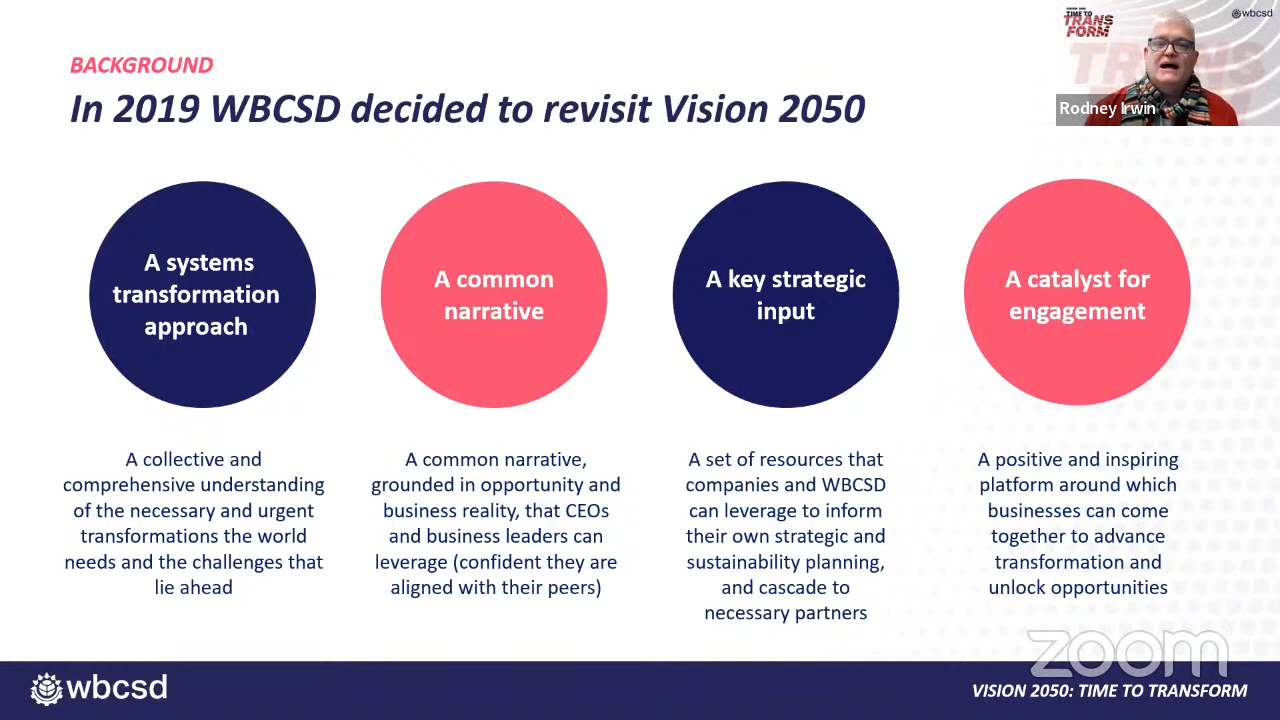 BACKGROUND
In 2019 WBCSD decided to revisit Vision 2050
VISION 2050
TIME TO
TRANS
FORM
wbcsd
TRANS
Rodney Irwin
A systems
transformation
approach
A common
narrative
A key strategic
input
A catalyst for
engagement
A collective and
comprehensive understanding
of the necessary and urgent
transformations the world
needs and the challenges that
lie ahead
A common narrative,
grounded in opportunity and
business reality, that CEOs
and business leaders can
leverage (confident they are
aligned with their peers)
A set of resources that
companies and WBCSD
can leverage to inform
their own strategic and
sustainability planning,
and cascade to
necessary partners
A positive and inspiring
platform around which
businesses can come
together to advance
transformation and
unlock opportunities
zoom
wbcsd
VISION 2050: TIME TO TRANSFORM